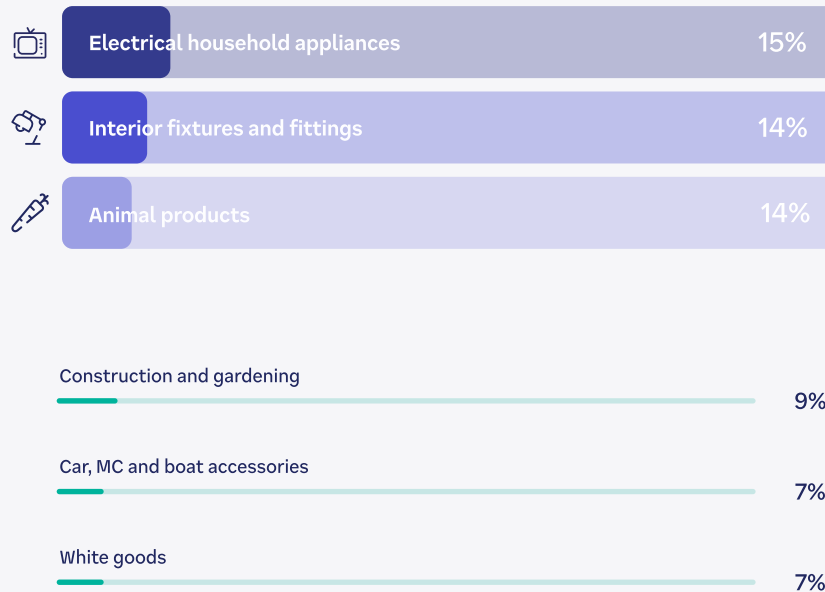 Electrical household appliances 15%
Interior fixtures and fittings 14%
Animal products 14%
Construction and gardening
9%
Car, MC and boat accessories
7%
White goods
7%